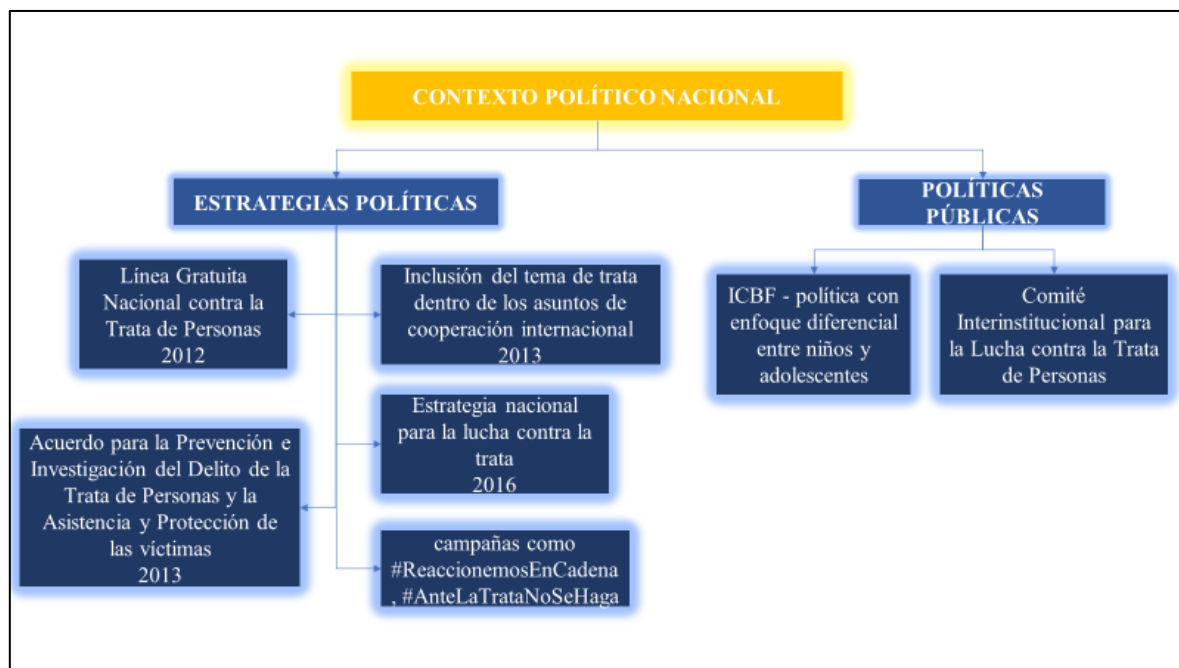 CONTEXTO POLÍTICO NACIONAL
ESTRATEGIAS POLÍTICAS
Línea Gratuita
Nacional contra la
Trata de Personas
2012
Inclusión del tema de trata
dentro de los asuntos de
cooperación internacional
2013
Acuerdo para la Prevención e
Investigación del Delito de la
Trata de Personas y la
Asistencia y Protección de
las víctimas
2013
Estrategia nacional
para la lucha contra la
trata
2016
campañas como
#ReaccionemosEnCadena
, #AnteLaTrataNoSeHaga
POLÍTICAS
PÚBLICAS
ICBF - política con
enfoque diferencial
entre niños y
adolescentes
Comité
Interinstitucional para
la Lucha contra la Trata
de Personas